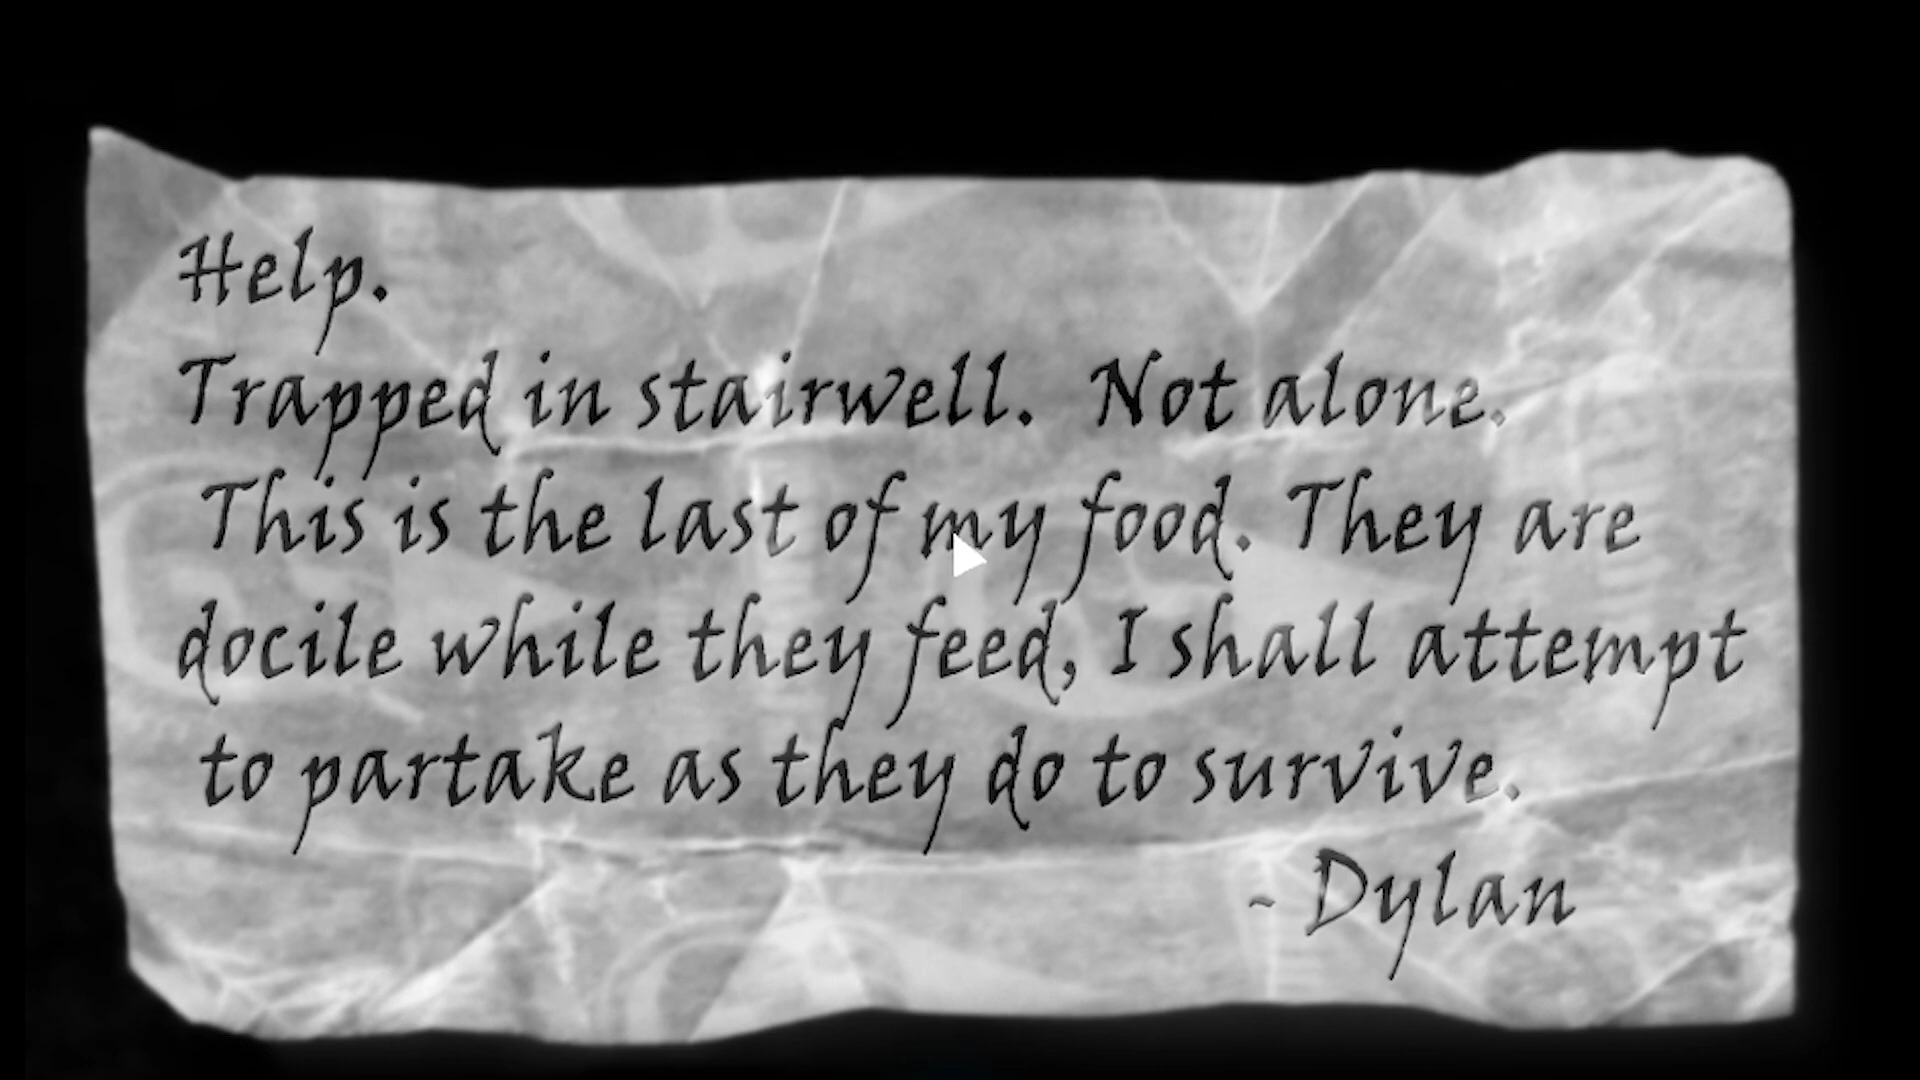 Help.
Trapped in stairwell. Not alone.
This is the last of my food. They are
docile while they feed, I shall attempt
to partake as they do to survive.
- Dylan